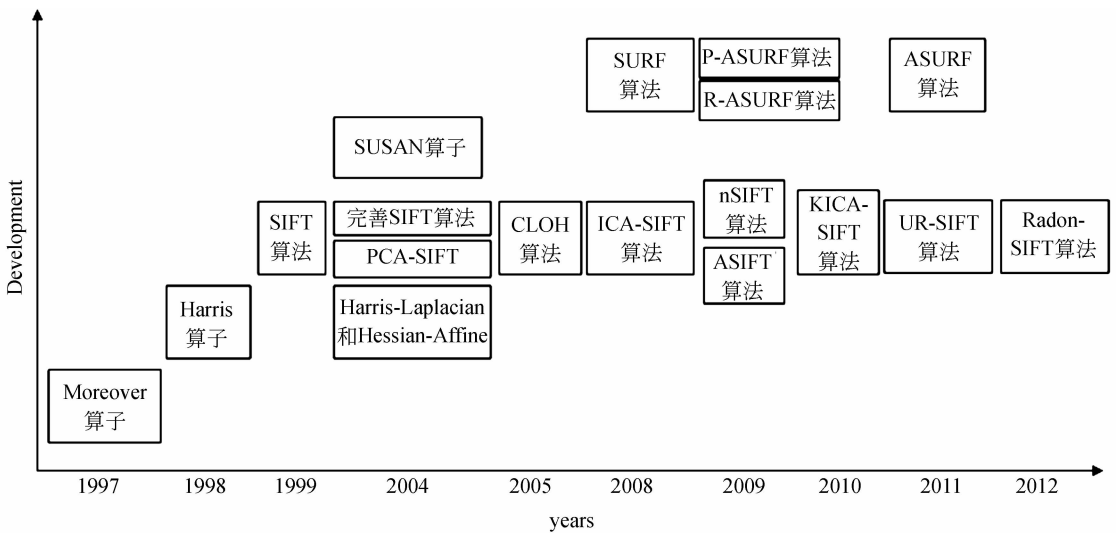 Development
SURF
算法
P-ASURF算法
R-ASURF算法
ASURF
算法
SUSAN算子
SIFT
算法
完善SIFT算法
PCA-SIFT
CLOH
算法
ICA-SIFT
算法
nSIFT
算法
ASIFT
算法
KICA-
SIFT
算法
UR-SIFT
算法
Radon-
SIFT算法
Harris
算子
Harris-Laplacian
和Hessian-Affine
Moreover
算子
1997 1998 1999 2004 2005 2008 2009 2010 2011 2012
years